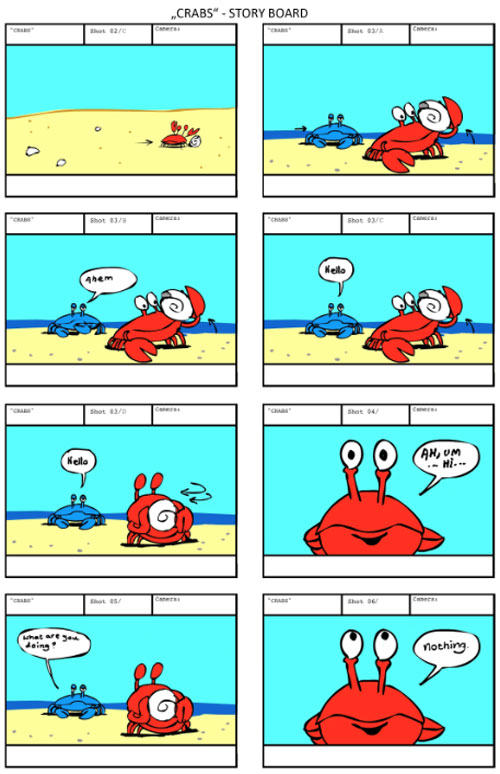 „CRABS“ - STORY BOARD
"CRABS" Shot 02/C Camera:
"CRABS" Shot 03/A Camera:
"CRABS" Shot 03/B Camera:
Ahem
"CRABS" Shot 03/C Camera:
Hello
"CRABS" Shot 03/D Camera:
Hello
"CRABS" Shot 04/ Camera:
AH, UM
... Hi...
"CRABS" Shot 05/ Camera:
What are you
doing?
"CRABS" Shot 06/ Camera:
nothing.